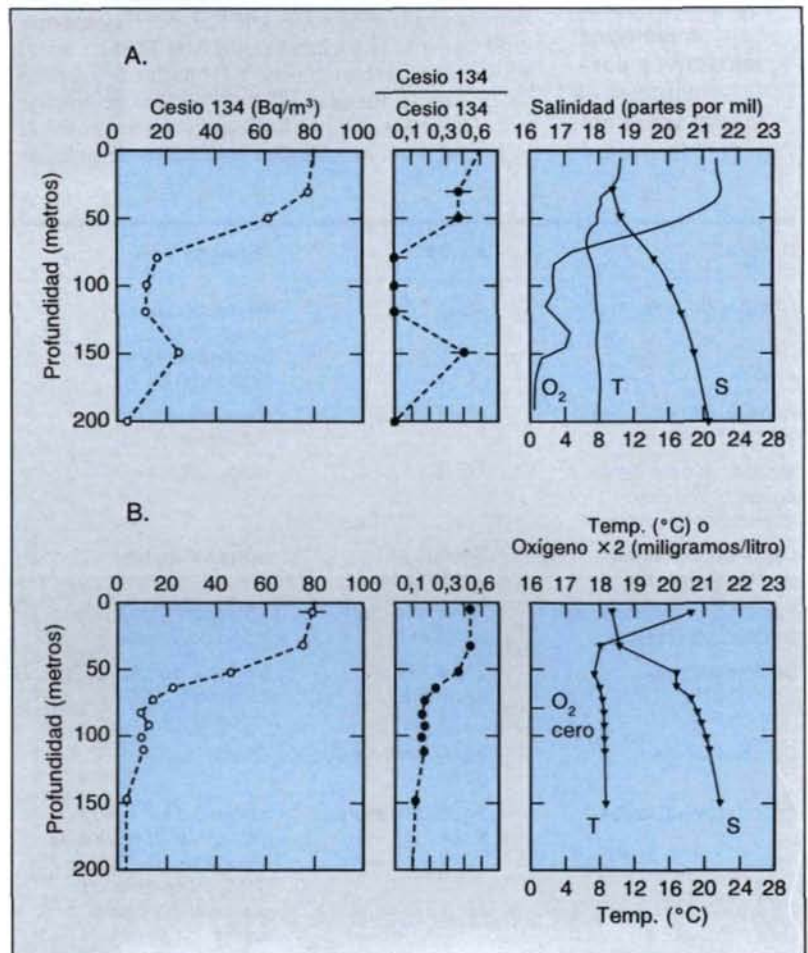 A.
Cesio 134 (Bq/m³)
Cesio 134
Cesio 134
Salinidad (partes por mil)
0 20 40 60 80 100
0,1 0,3 0,6
16 17 18 19 20 21 22 23
Profundidad (metros)
0
50
100
150
200
O₂ T S
0 4 8 12 16 20 24 28
B.
Temp. (°C) o
Oxígeno ×2 (miligramos/litro)
0 20 40 60 80 100
0,1 0,3 0,6
16 17 18 19 20 21 22 23
Profundidad (metros)
0
50
100
150
200
O₂
cero
T S
0 4 8 12 16 20 24 28
Temp. (°C)